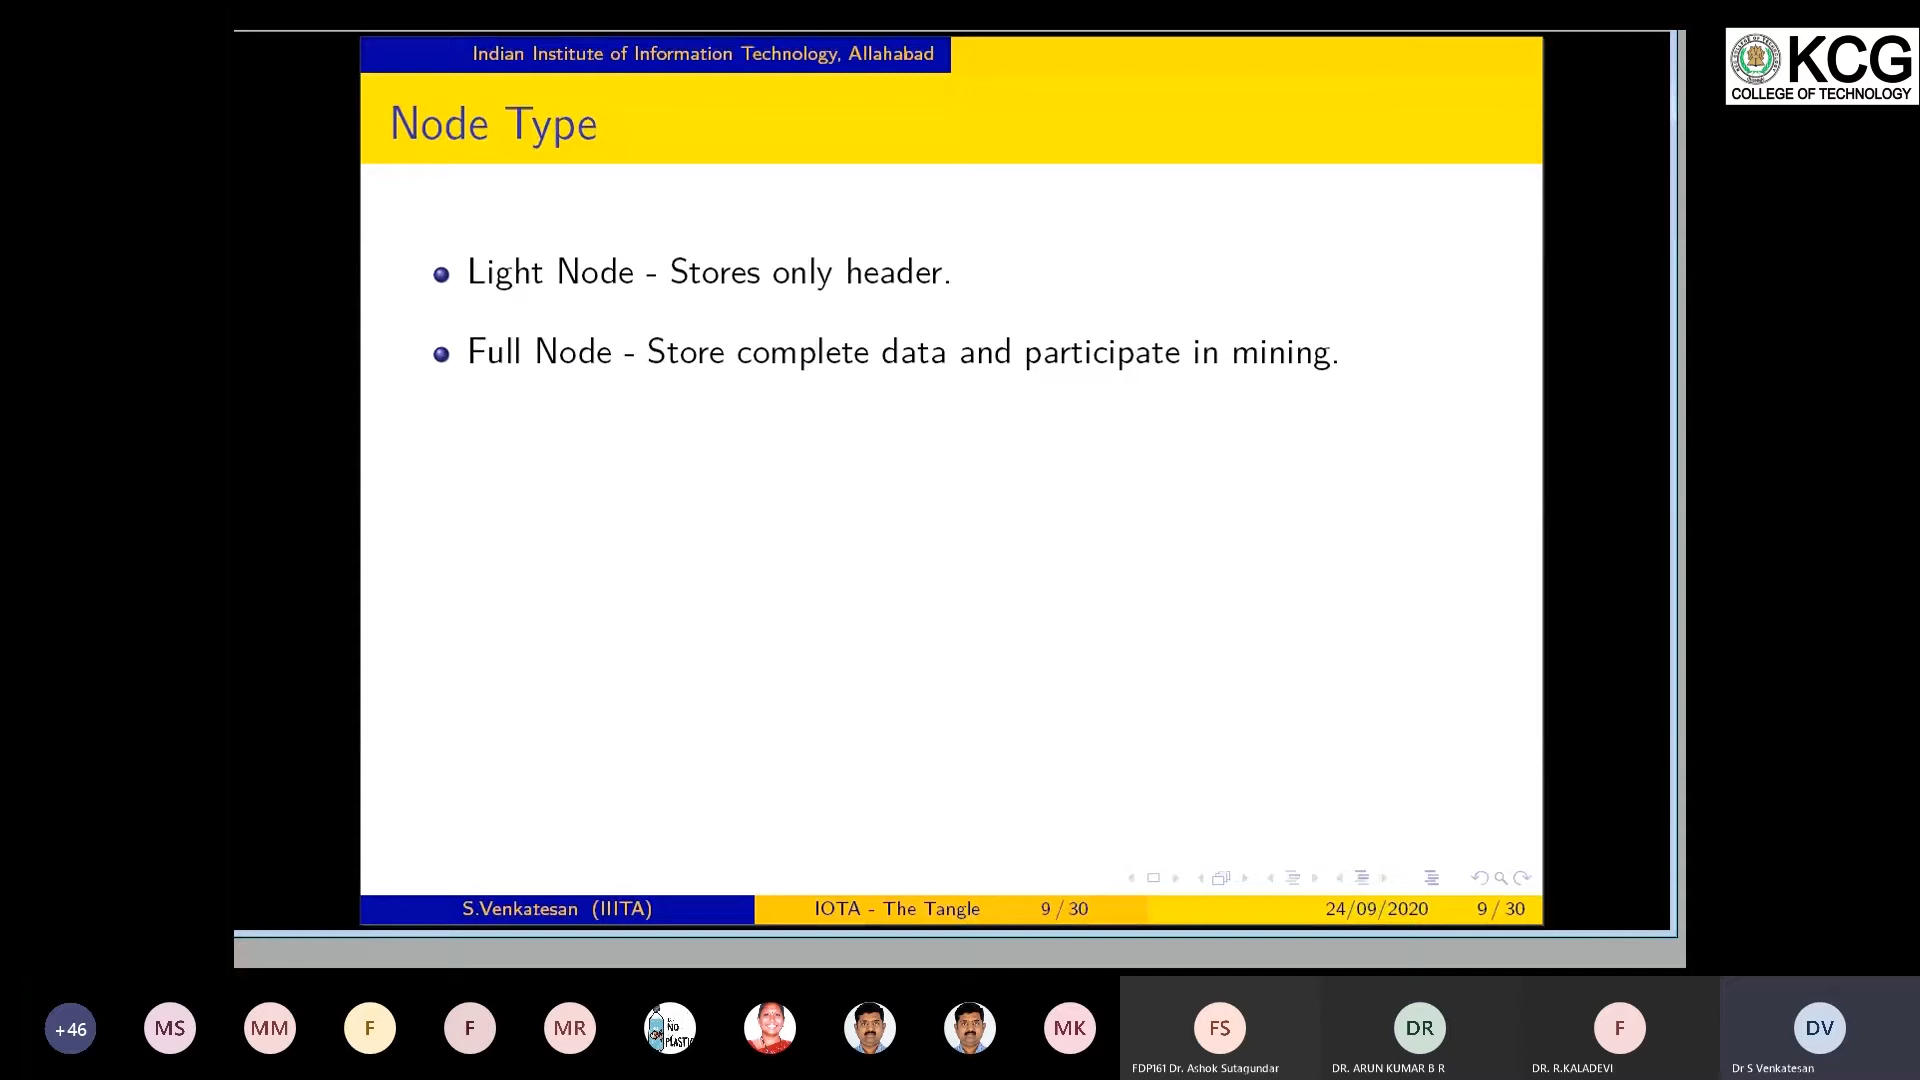 Indian Institute of Information Technology, Allahabad
KCG
COLLEGE OF TECHNOLOGY
Node Type
Light Node - Stores only header.
Full Node - Store complete data and participate in mining.
S.Venkatesan (IIITA)
IOTA - The Tangle
9 / 30
24/09/2020
9 / 30
+46
MS
MM
F
F
MR
NO
PLASTIC
MK
FS
DR
F
DV
FDP161 Dr. Ashok Sutagundar
DR. ARUN KUMAR B R
DR. R.KALADEVI
Dr S Venkatesan